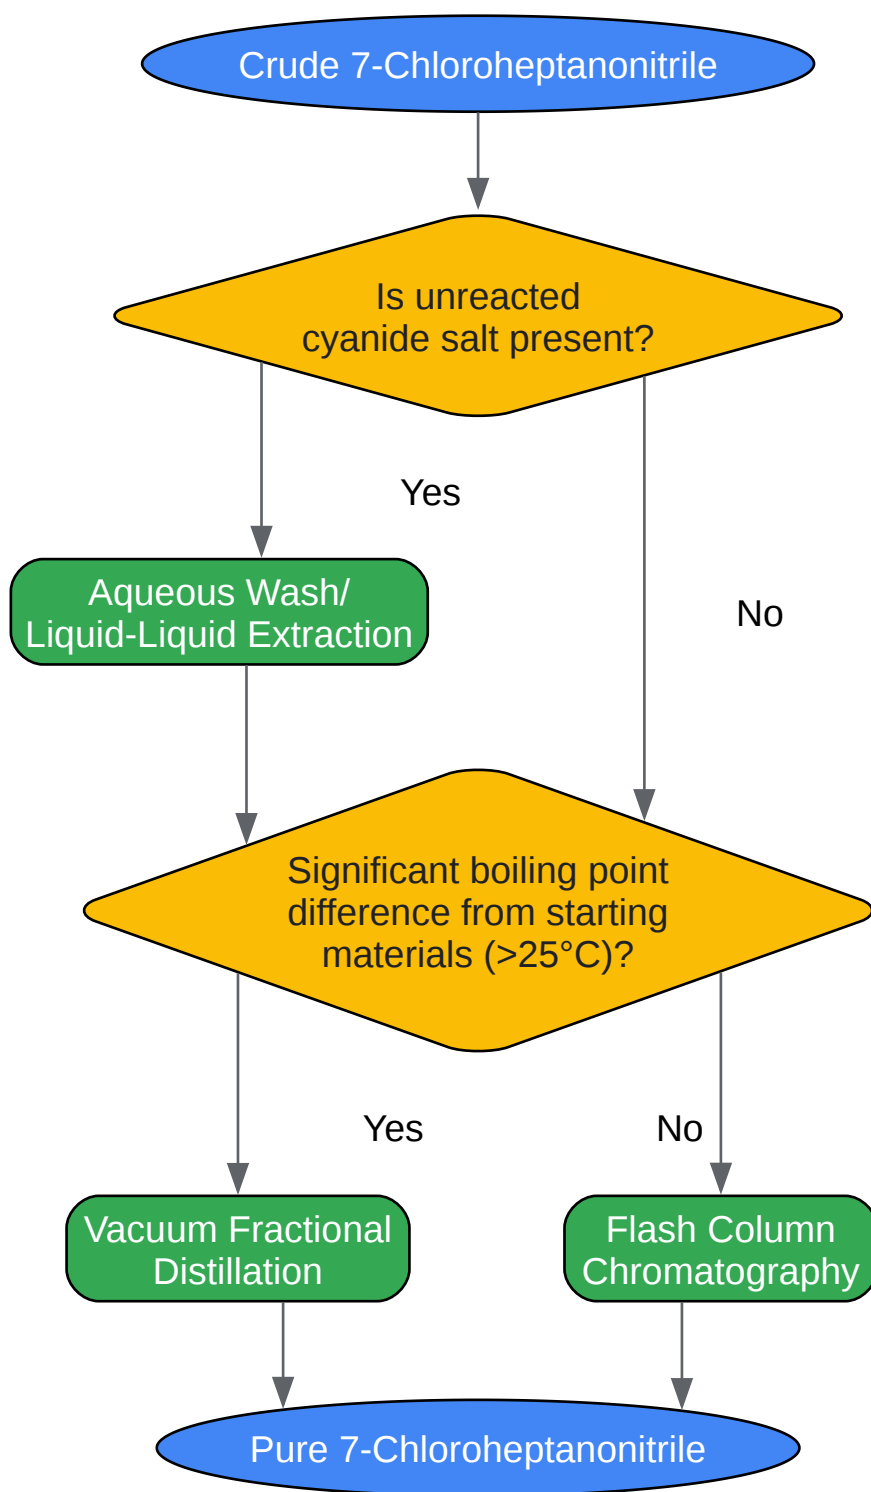 Crude 7-Chloroheptanonitrile
Is unreacted
cyanide salt present?
Yes
Aqueous Wash/
Liquid-Liquid Extraction
No
Significant boiling point
difference from starting
materials (>25°C)?
Yes
No
Vacuum Fractional
Distillation
Flash Column
Chromatography
Pure 7-Chloroheptanonitrile